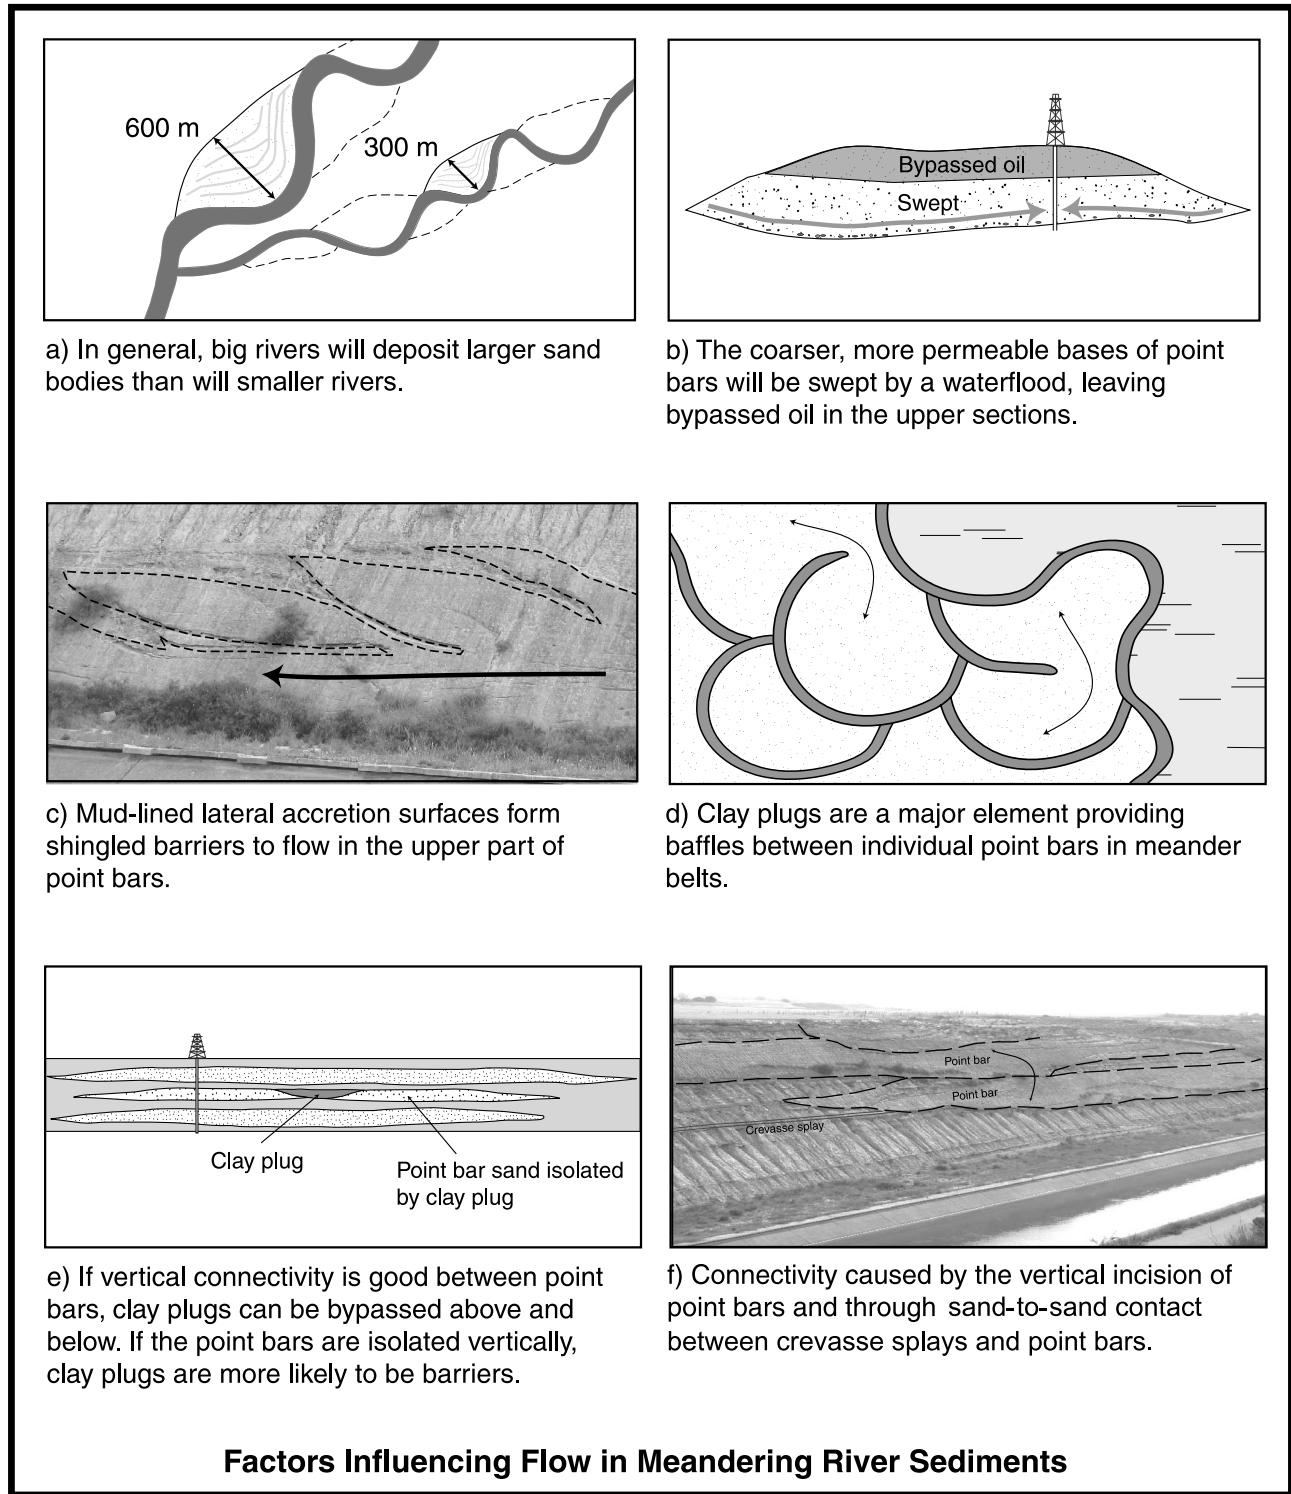 600 m
300 m
Bypassed oil
Swept
a) In general, big rivers will deposit larger sand
bodies than will smaller rivers.
b) The coarser, more permeable bases of point
bars will be swept by a waterflood, leaving
bypassed oil in the upper sections.
c) Mud-lined lateral accretion surfaces form
shingled barriers to flow in the upper part of
point bars.
d) Clay plugs are a major element providing
baffles between individual point bars in meander
belts.
Clay plug
Point bar sand isolated
by clay plug
Point bar
Point bar
Crevasse splay
e) If vertical connectivity is good between point
bars, clay plugs can be bypassed above and
below. If the point bars are isolated vertically,
clay plugs are more likely to be barriers.
f) Connectivity caused by the vertical incision of
point bars and through sand-to-sand contact
between crevasse splays and point bars.
Factors Influencing Flow in Meandering River Sediments